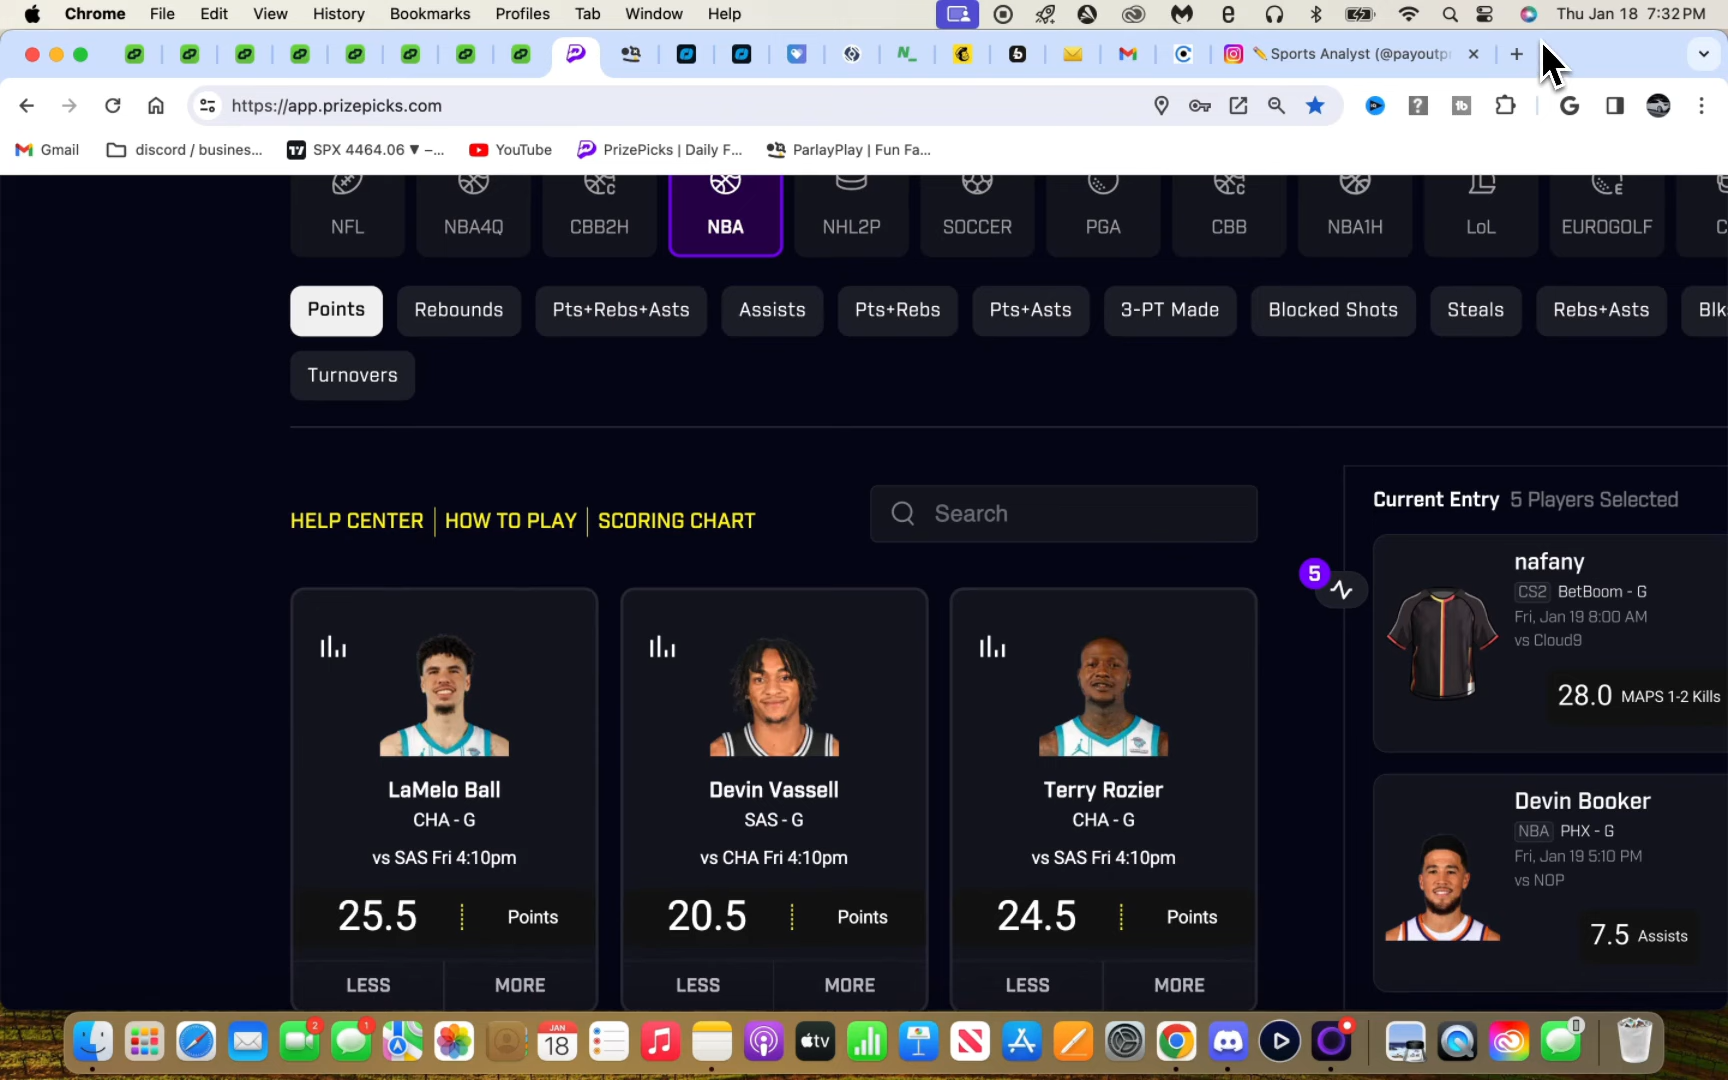 Chrome File Edit View History Bookmarks Profiles Tab Window Help Thu Jan 18 7:32 PM
Sports Analyst (@payoutpr
https://app.prizepicks.com
Gmail discord / busines... SPX 4464.06 ▼ −... YouTube PrizePicks | Daily F... ParlayPlay | Fun Fa...
NFL NBA4Q CBB2H NBA NHL2P SOCCER PGA CBB NBA1H LoL EUROGOLF C
Points Rebounds Pts+Rebs+Asts Assists Pts+Rebs Pts+Asts 3-PT Made Blocked Shots Steals Rebs+Asts Blk
Turnovers
HELP CENTER HOW TO PLAY SCORING CHART
Search
Current Entry 5 Players Selected
5
nafany
CS2 BetBoom - G
Fri, Jan 19 8:00 AM
vs Cloud9
28.0 MAPS 1-2 Kills
Devin Booker
NBA PHX - G
Fri, Jan 19 5:10 PM
vs NOP
7.5 Assists
LaMelo Ball
CHA - G
vs SAS Fri 4:10pm
25.5 Points
LESS MORE
Devin Vassell
SAS - G
vs CHA Fri 4:10pm
20.5 Points
LESS MORE
Terry Rozier
CHA - G
vs SAS Fri 4:10pm
24.5 Points
LESS MORE
2
1
JAN
18
tv